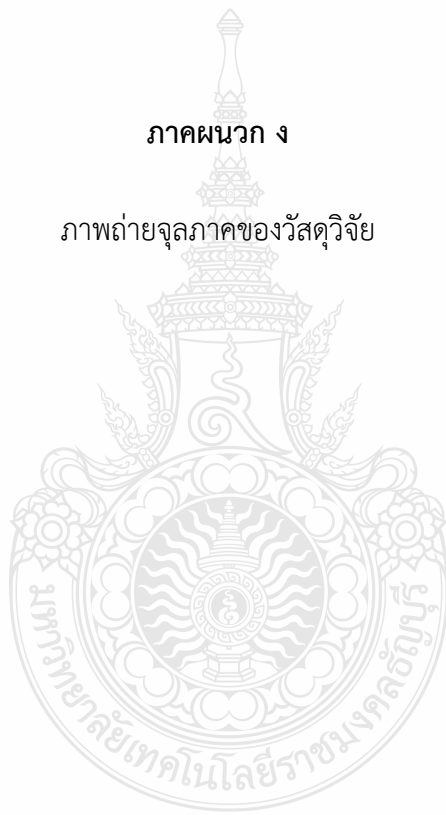 ภาคผนวก ง
ภาพถ่ายจุลภาคของวัสดุวิจัย
มหาวิทยาลัยเทคโนโลยีราชมงคลธัญบุรี